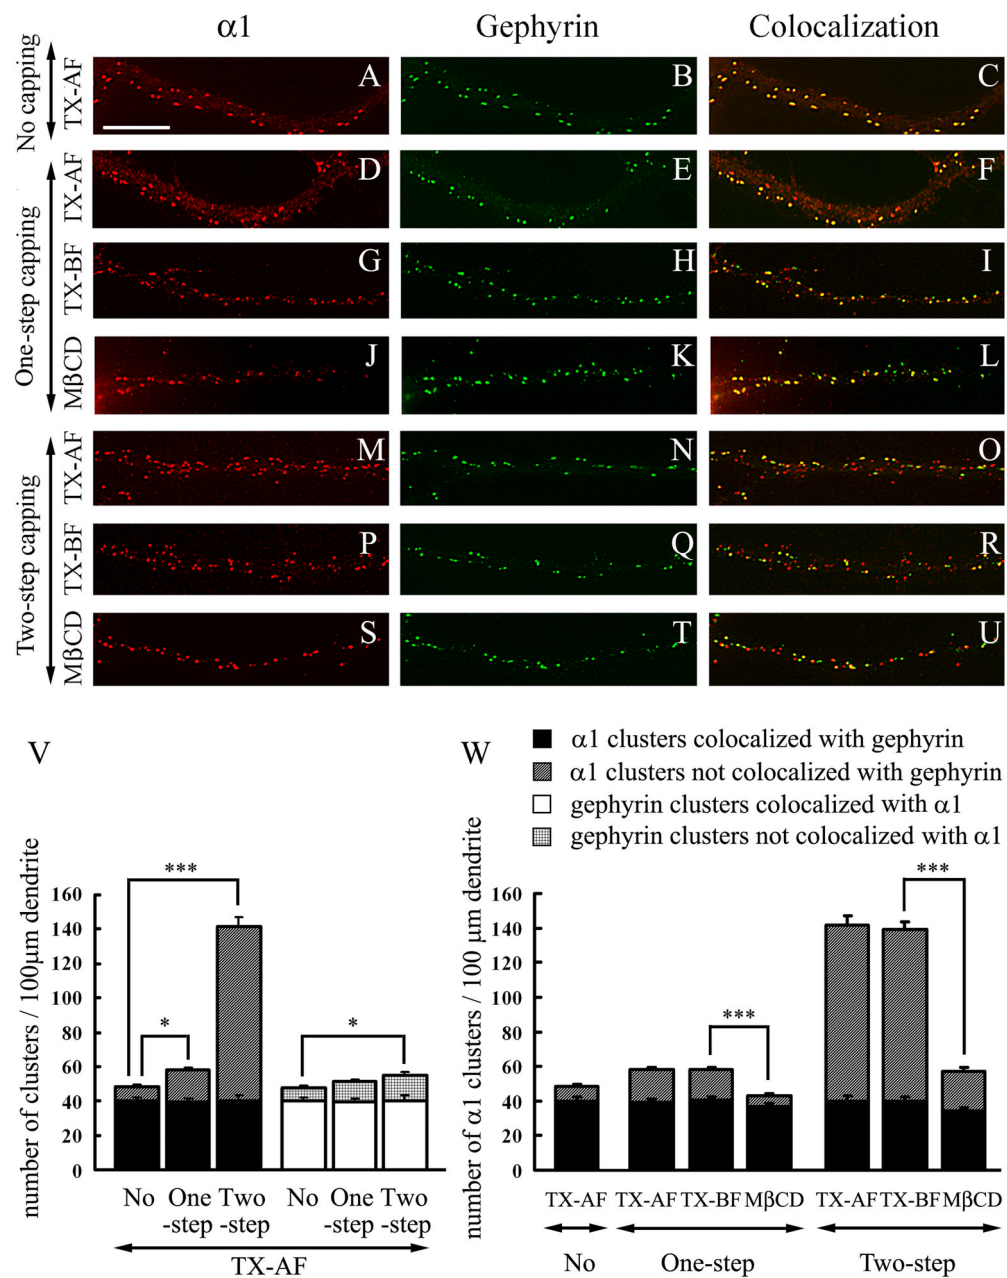 α1 Gephyrin Colocalization
No capping
TX-AF
A B C
One-step capping
TX-AF
D E F
TX-BF
G H I
MβCD
J K L
Two-step capping
TX-AF
M N O
TX-BF
P Q R
MβCD
S T U
V
number of clusters / 100μm dendrite
160
140
120
100
80
60
40
20
0
***
*
*
No One-step Two-step No One-step Two-step
TX-AF
W
α1 clusters colocalized with gephyrin
α1 clusters not colocalized with gephyrin
gephyrin clusters colocalized with α1
gephyrin clusters not colocalized with α1
number of α1 clusters / 100 μm dendrite
160
140
120
100
80
60
40
20
0
***
***
TX-AF TX-AF TX-BF MβCD TX-AF TX-BF MβCD
No One-step Two-step